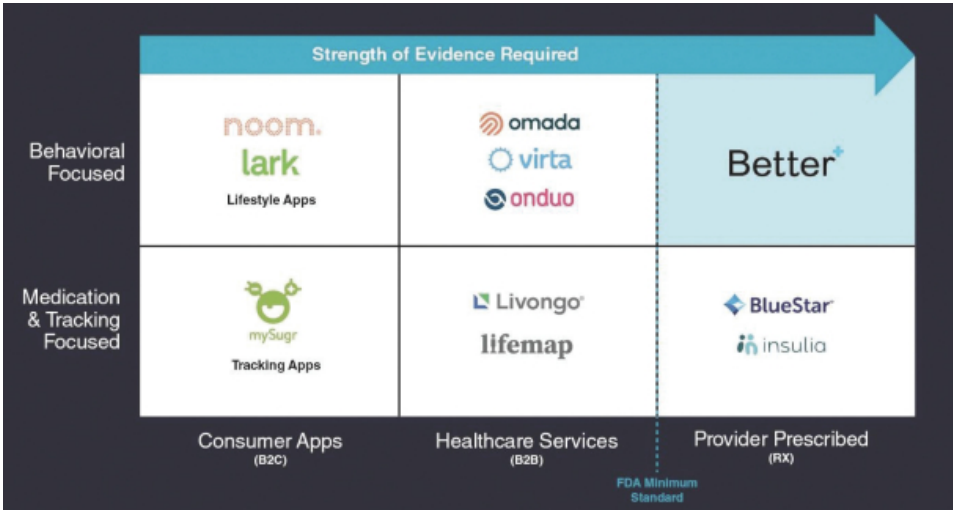 Strength of Evidence Required
Behavioral
Focused
noom.
lark
Lifestyle Apps
omada
virta
onduo
Better+
Medication
& Tracking
Focused
mySugr
Tracking Apps
Livongo®
lifemap
BlueStar™
insulia
Consumer Apps
(B2C)
Healthcare Services
(B2B)
Provider Prescribed
(RX)
FDA Minimum
Standard